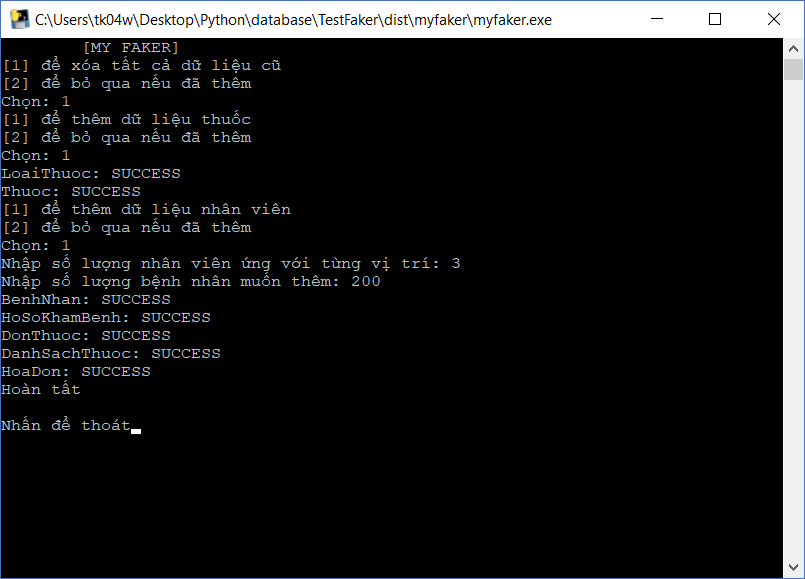 C:\Users\tk04w\Desktop\Python\database\TestFaker\dist\myfaker\myfaker.exe
[MY FAKER]
[1] để xóa tất cả dữ liệu cũ
[2] để bỏ qua nếu đã thêm
Chọn: 1
[1] để thêm dữ liệu thuốc
[2] để bỏ qua nếu đã thêm
Chọn: 1
LoaiThuoc: SUCCESS
Thuoc: SUCCESS
[1] để thêm dữ liệu nhân viên
[2] để bỏ qua nếu đã thêm
Chọn: 1
Nhập số lượng nhân viên ứng với từng vị trí: 3
Nhập số lượng bệnh nhân muốn thêm: 200
BenhNhan: SUCCESS
HoSoKhamBenh: SUCCESS
DonThuoc: SUCCESS
DanhSachThuoc: SUCCESS
HoaDon: SUCCESS
Hoàn tất
Nhấn để thoát